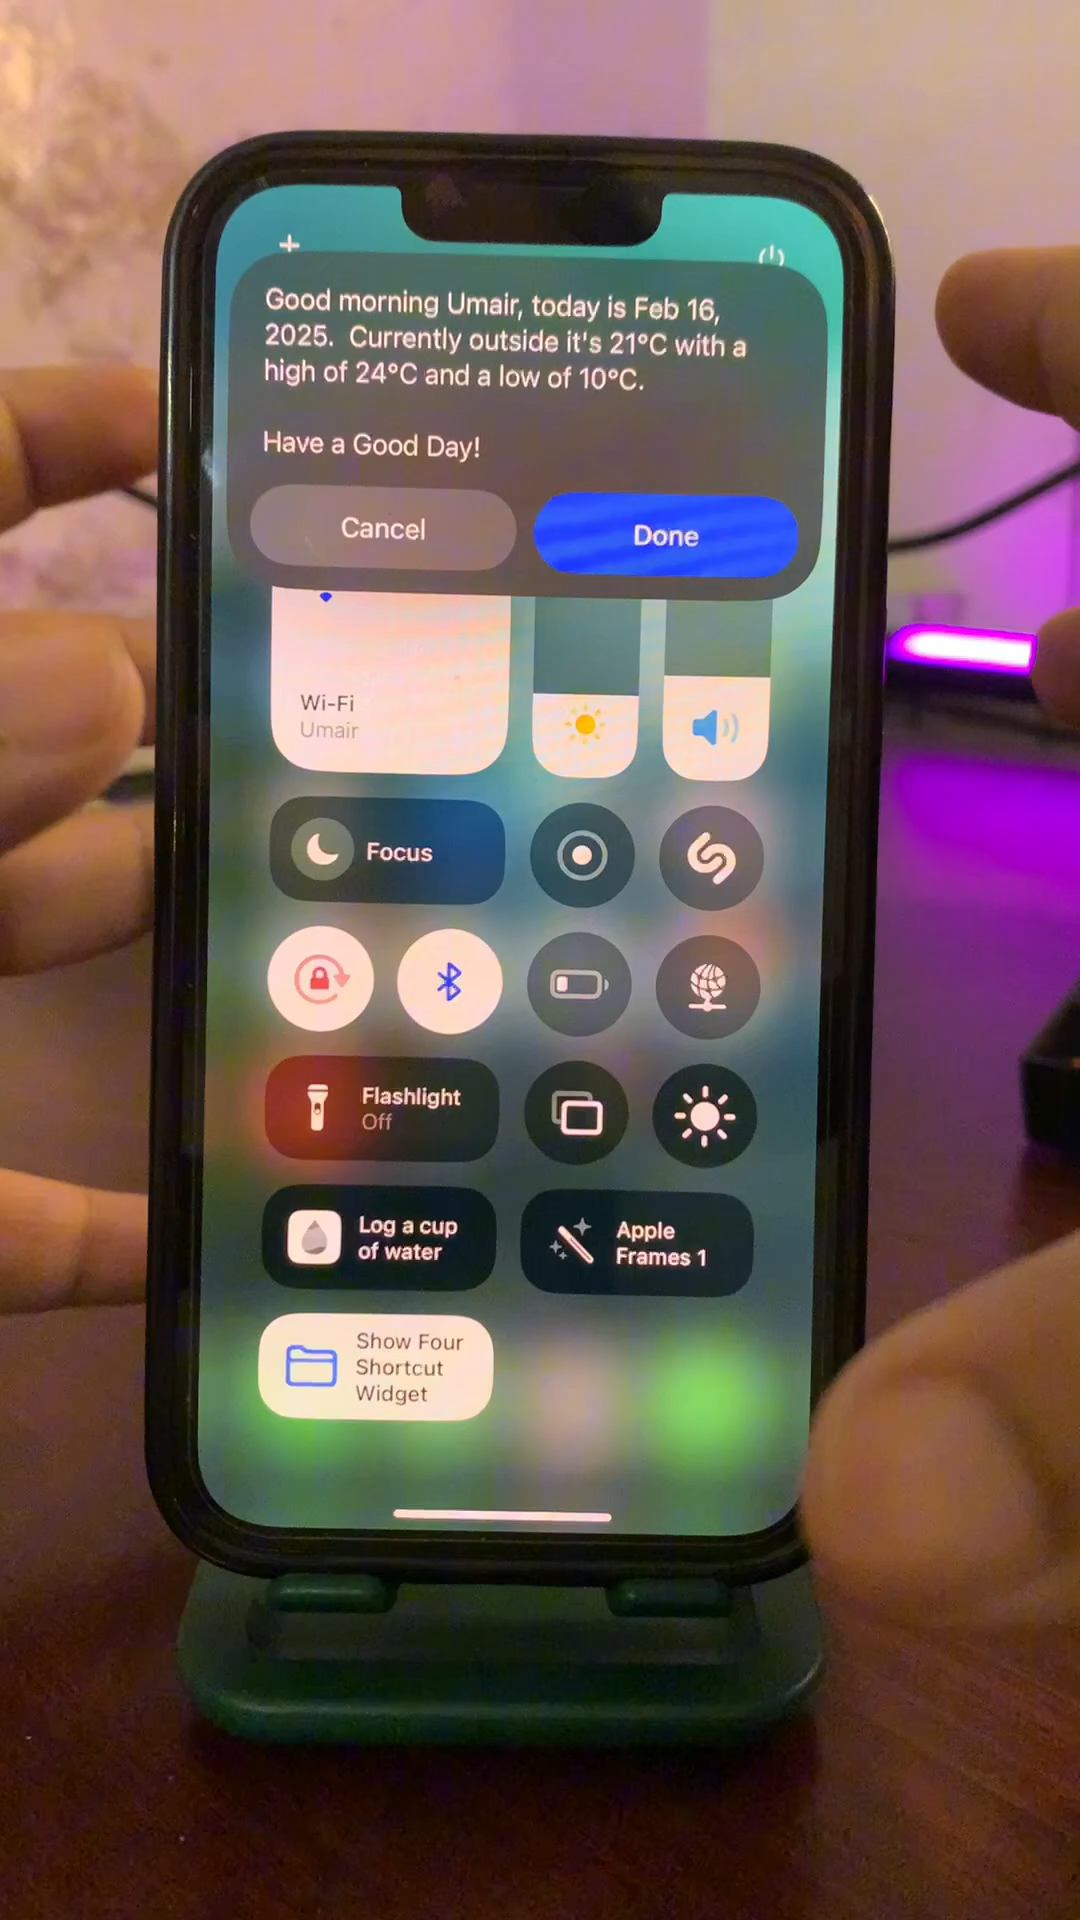 Good morning Umair, today is Feb 16,
2025. Currently outside it's 21°C with a
high of 24°C and a low of 10°C.
Have a Good Day!
Cancel
Done
Wi-Fi
Umair
Focus
Flashlight
Off
Log a cup
of water
Apple
Frames 1
Show Four
Shortcut
Widget